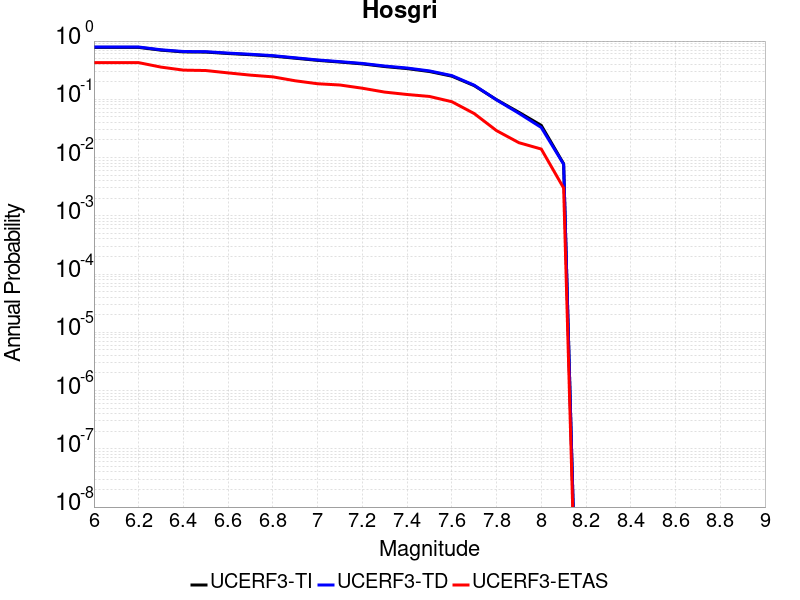 Hosgri
10^0
10^-1
10^-2
10^-3
10^-4
10^-5
10^-6
10^-7
10^-8
Annual Probability
6 6.2 6.4 6.6 6.8 7 7.2 7.4 7.6 7.8 8 8.2 8.4 8.6 8.8 9
Magnitude
UCERF3-TI UCERF3-TD UCERF3-ETAS